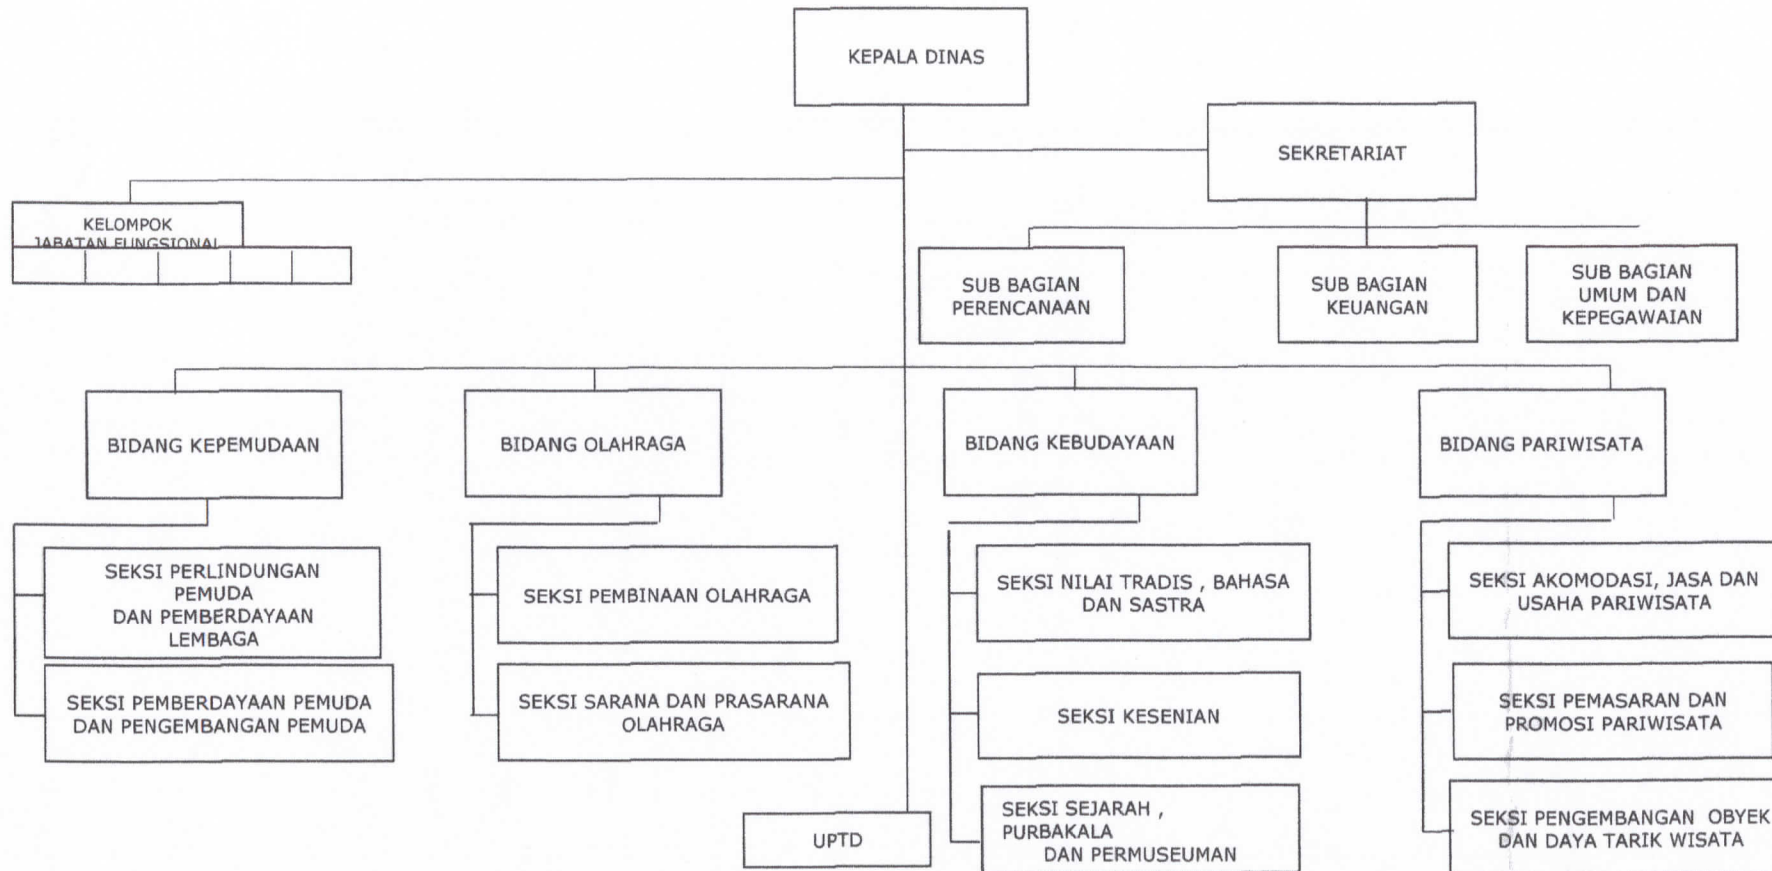 KEPALA DINAS
SEKRETARIAT
KELOMPOK
JABATAN FUNGSIONAL
SUB BAGIAN
PERENCANAAN
SUB BAGIAN
KEUANGAN
SUB BAGIAN
UMUM DAN
KEPEGAWAIAN
BIDANG KEPEMUDAAN
BIDANG OLAHRAGA
BIDANG KEBUDAYAAN
BIDANG PARIWISATA
SEKSI PERLINDUNGAN
PEMUDA
DAN PEMBERDAYAAN
LEMBAGA
SEKSI PEMBERDAYAAN PEMUDA
DAN PENGEMBANGAN PEMUDA
SEKSI PEMBINAAN OLAHRAGA
SEKSI SARANA DAN PRASARANA
OLAHRAGA
SEKSI NILAI TRADIS , BAHASA
DAN SASTRA
SEKSI KESENIAN
SEKSI SEJARAH ,
PURBAKALA
DAN PERMUSEUMAN
SEKSI AKOMODASI, JASA DAN
USAHA PARIWISATA
SEKSI PEMASARAN DAN
PROMOSI PARIWISATA
SEKSI PENGEMBANGAN OBYEK
DAN DAYA TARIK WISATA
UPTD